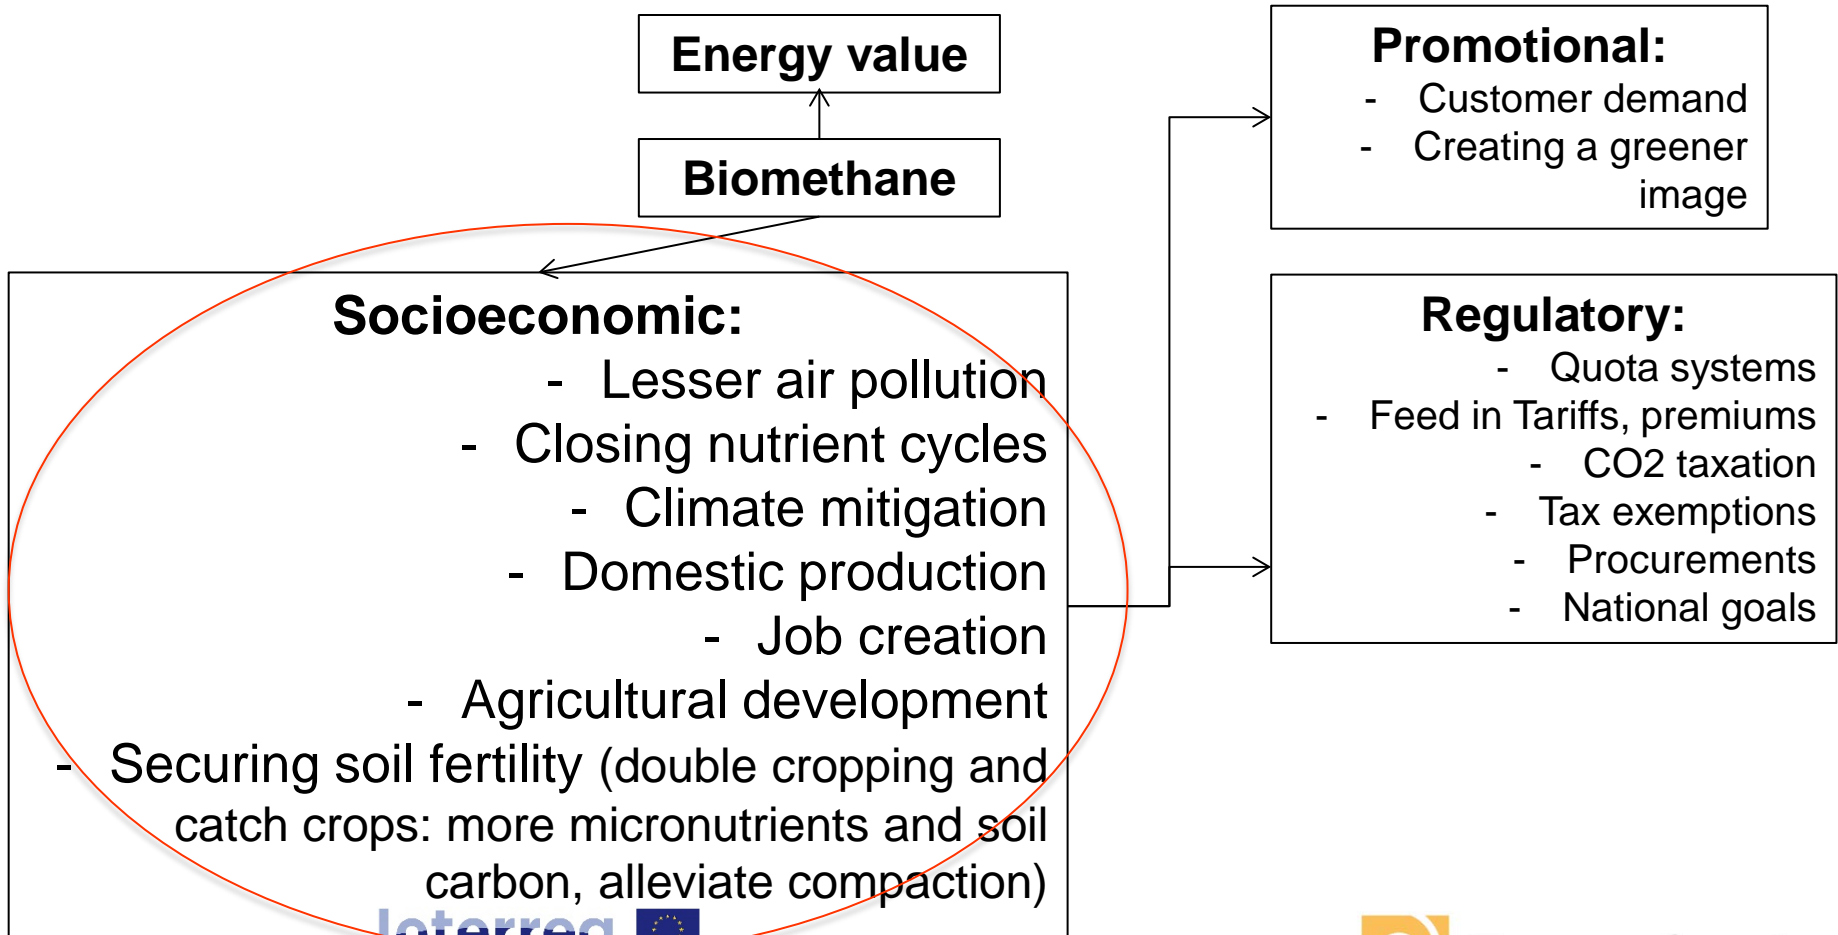 Energy value
Biomethane
Socioeconomic:
- Lesser air pollution
- Closing nutrient cycles
- Climate mitigation
- Domestic production
- Job creation
- Agricultural development
- Securing soil fertility (double cropping and
catch crops: more micronutrients and soil
carbon, alleviate compaction)
Interreg
Promotional:
- Customer demand
- Creating a greener
image
Regulatory:
- Quota systems
- Feed in Tariffs, premiums
- CO2 taxation
- Tax exemptions
- Procurements
- National goals